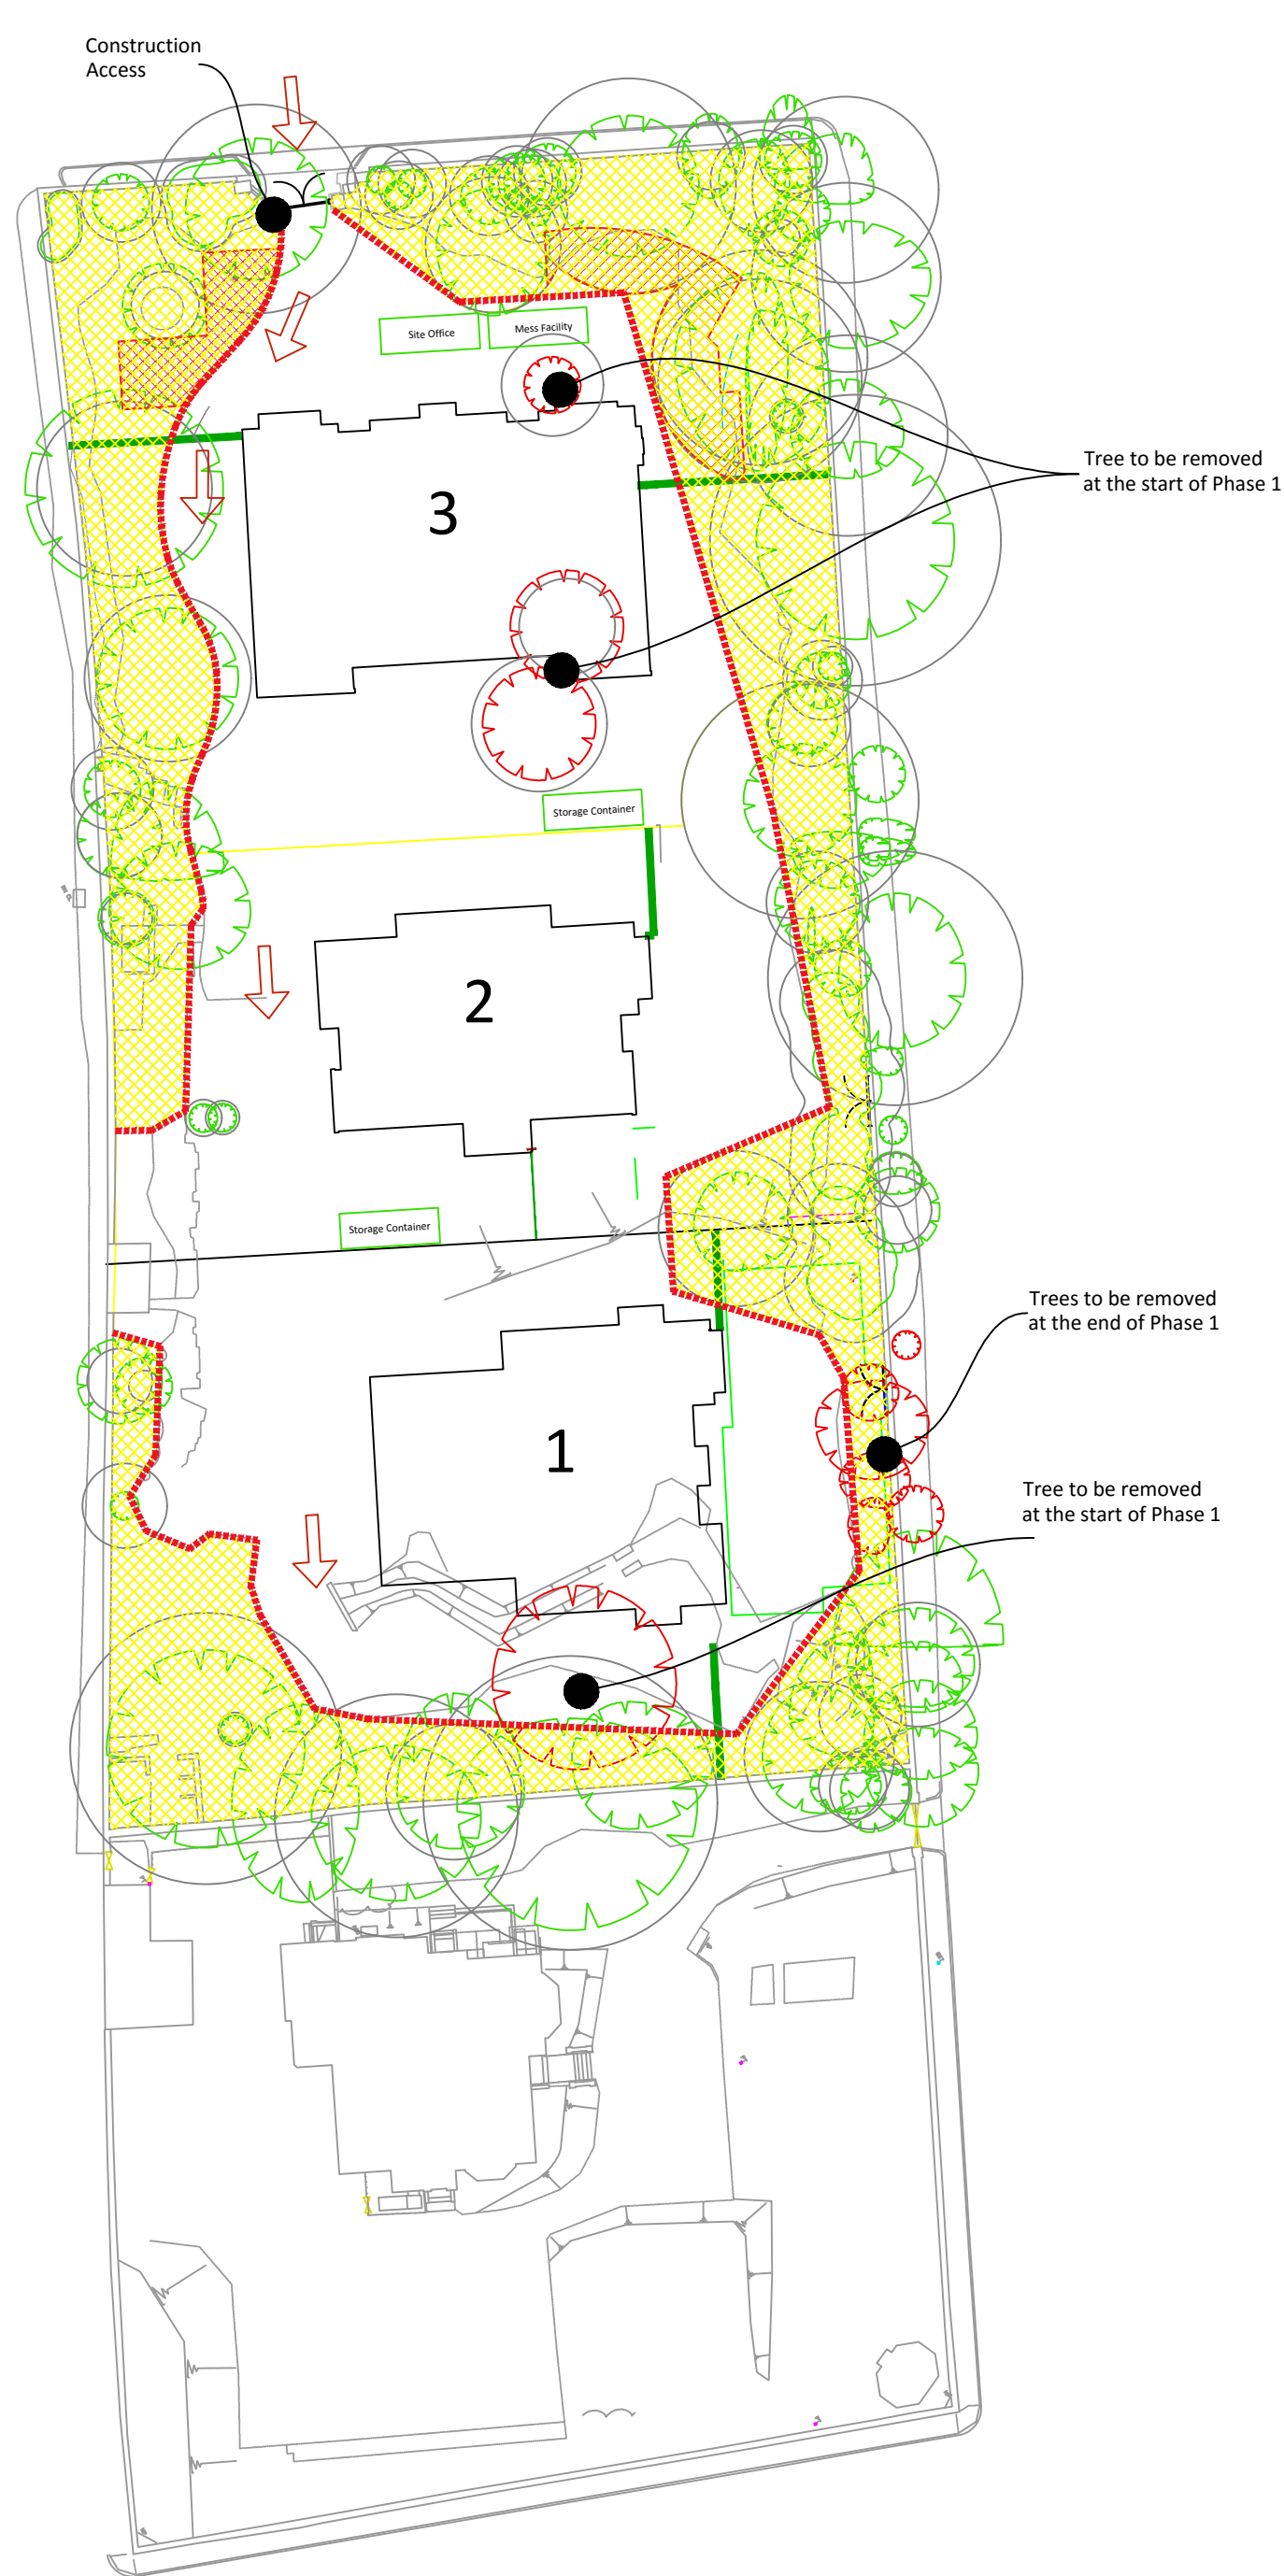 Construction
Access
Site Office
Mess Facility
Tree to be removed
at the start of Phase 1
3
Storage Container
2
Storage Container
Trees to be removed
at the end of Phase 1
1
Tree to be removed
at the start of Phase 1